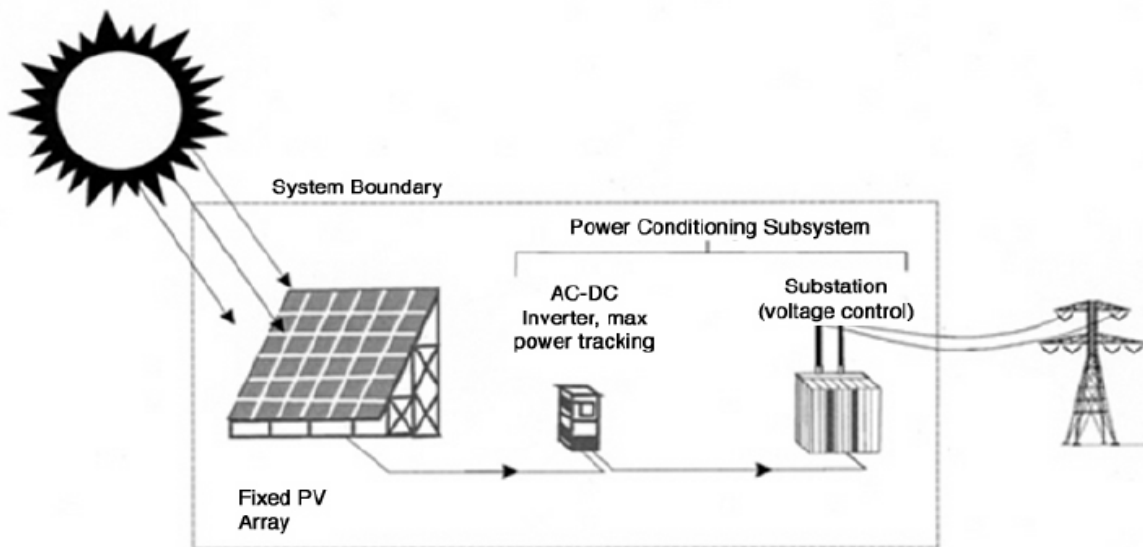 System Boundary
Power Conditioning Subsystem
AC-DC
Inverter, max
power tracking
Substation
(voltage control)
Fixed PV
Array